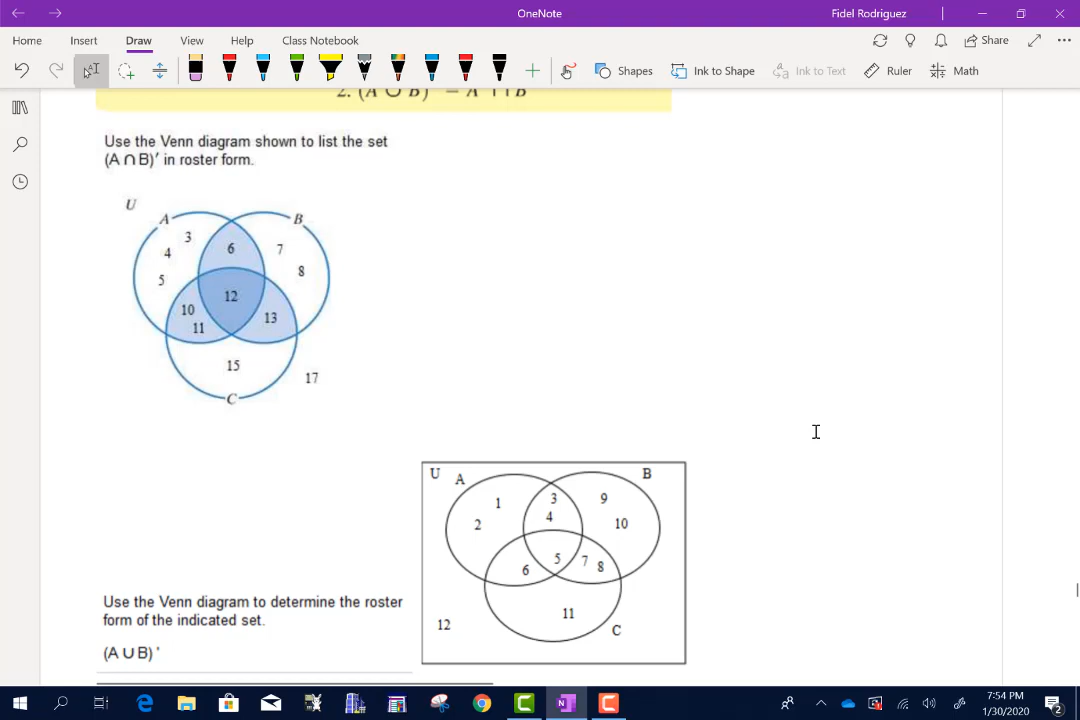 OneNote
Fidel Rodriguez
Home Insert Draw View Help Class Notebook
Share
Shapes Ink to Shape Ink to Text Ruler Math
2. (A ∪ B)
Use the Venn diagram shown to list the set
(A ∩ B)′ in roster form.
U
A B
3 6 7
4
8
5
12
10
13
11
15
17
C
U A B
1 3 9
2 4 10
5 7
6 8
11
12
C
Use the Venn diagram to determine the roster
form of the indicated set.
(A ∪ B) '
7:54 PM
1/30/2020
2